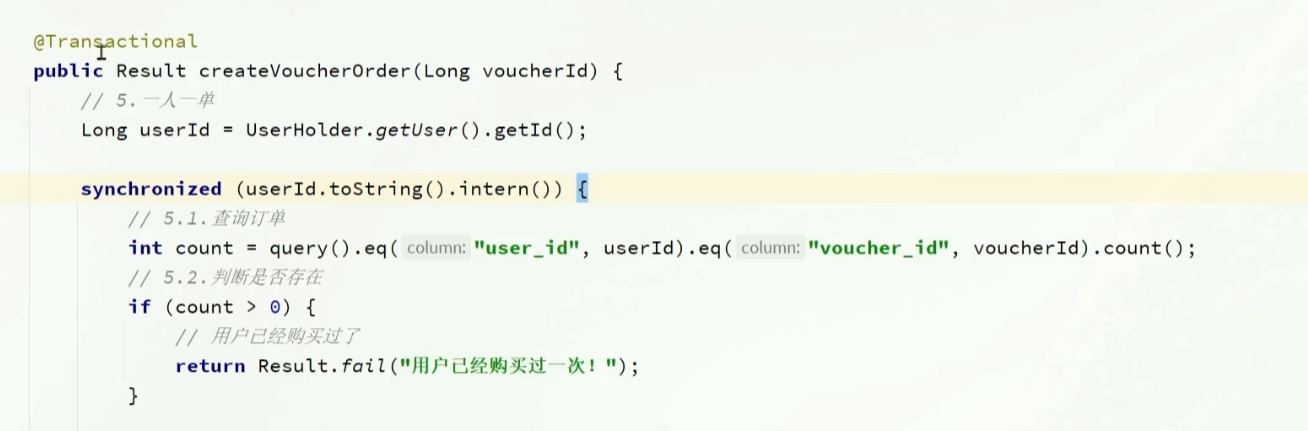 @Transactional
public Result createVoucherOrder(Long voucherId) {
// 5.一人一单
Long userId = UserHolder.getUser().getId();
synchronized (userId.toString().intern()) {
// 5.1.查询订单
int count = query().eq( column: "user_id", userId).eq( column: "voucher_id", voucherId).count();
// 5.2.判断是否存在
if (count > 0) {
// 用户已经购买过了
return Result.fail("用户已经购买过一次！");
}